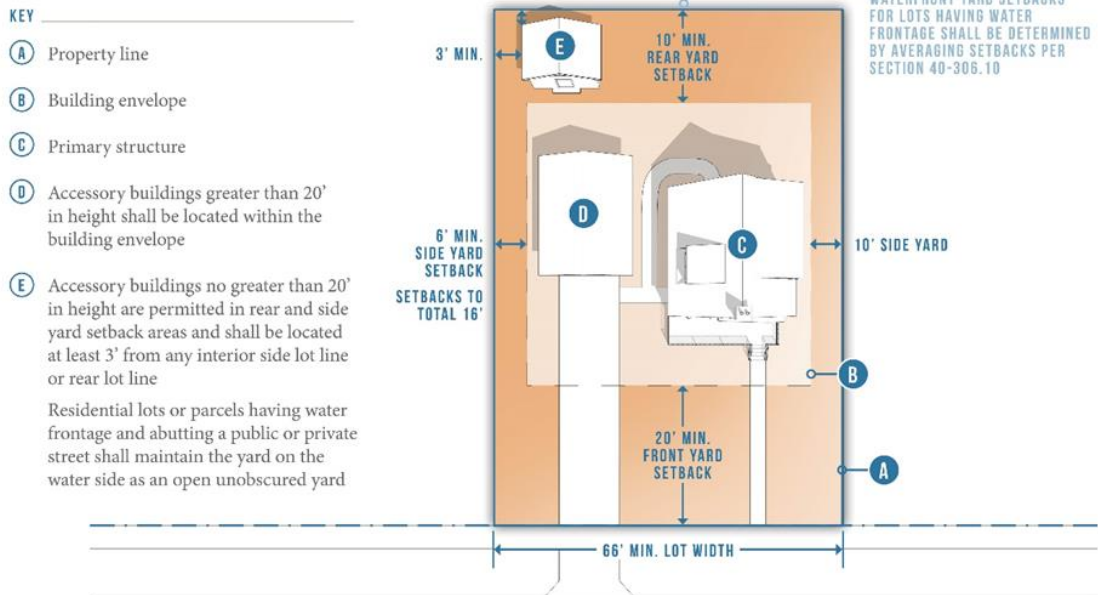 KEY
A Property line
B Building envelope
C Primary structure
D Accessory buildings greater than 20'
in height shall be located within the
building envelope
E Accessory buildings no greater than 20'
in height are permitted in rear and side
yard setback areas and shall be located
at least 3' from any interior side lot line
or rear lot line
Residential lots or parcels having water
frontage and abutting a public or private
street shall maintain the yard on the
water side as an open unobscured yard
WATERFRONT YARD SETBACKS
FOR LOTS HAVING WATER
FRONTAGE SHALL BE DETERMINED
BY AVERAGING SETBACKS PER
SECTION 40-306.10
3' MIN.
E
10' MIN.
REAR YARD
SETBACK
D
C
6' MIN.
SIDE YARD
SETBACK
SETBACKS TO
TOTAL 16'
10' SIDE YARD
B
20' MIN.
FRONT YARD
SETBACK
A
66' MIN. LOT WIDTH